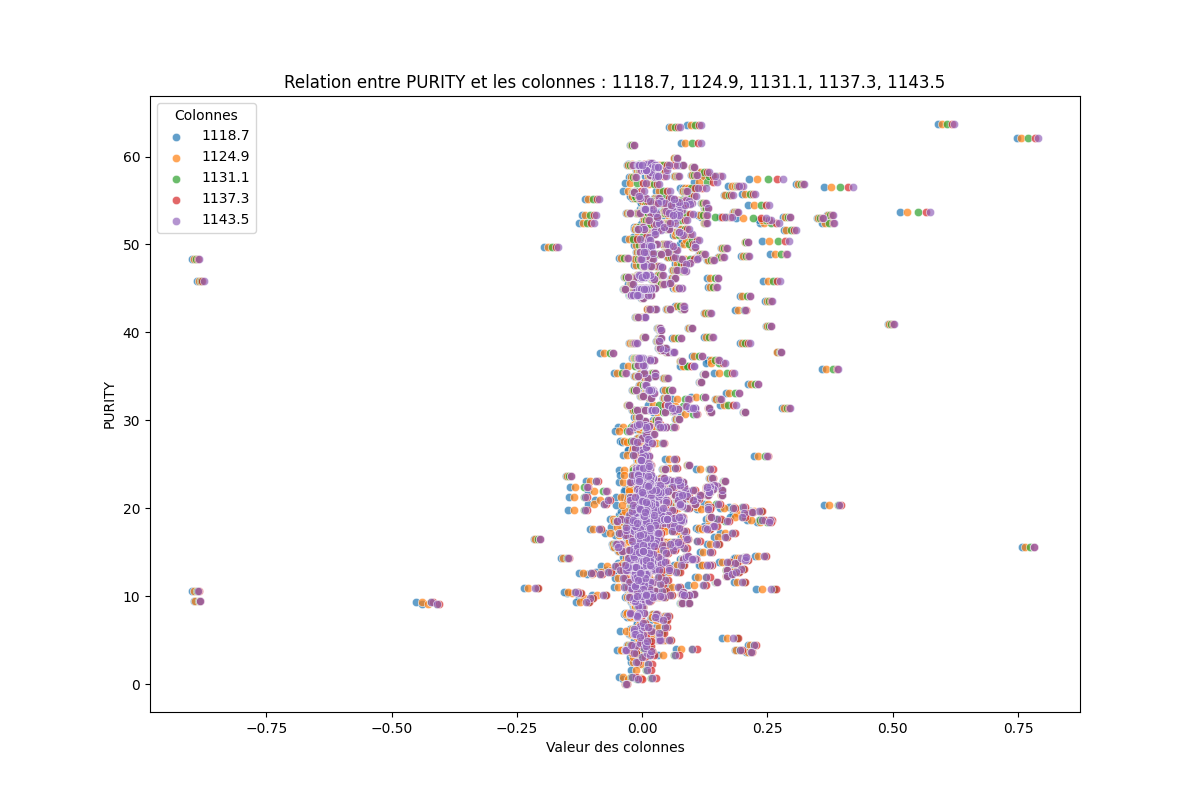 Relation entre PURITY et les colonnes : 1118.7, 1124.9, 1131.1, 1137.3, 1143.5
Colonnes
1118.7
1124.9
1131.1
1137.3
1143.5
PURITY
60
50
40
30
20
10
0
−0.75 −0.50 −0.25 0.00 0.25 0.50 0.75
Valeur des colonnes